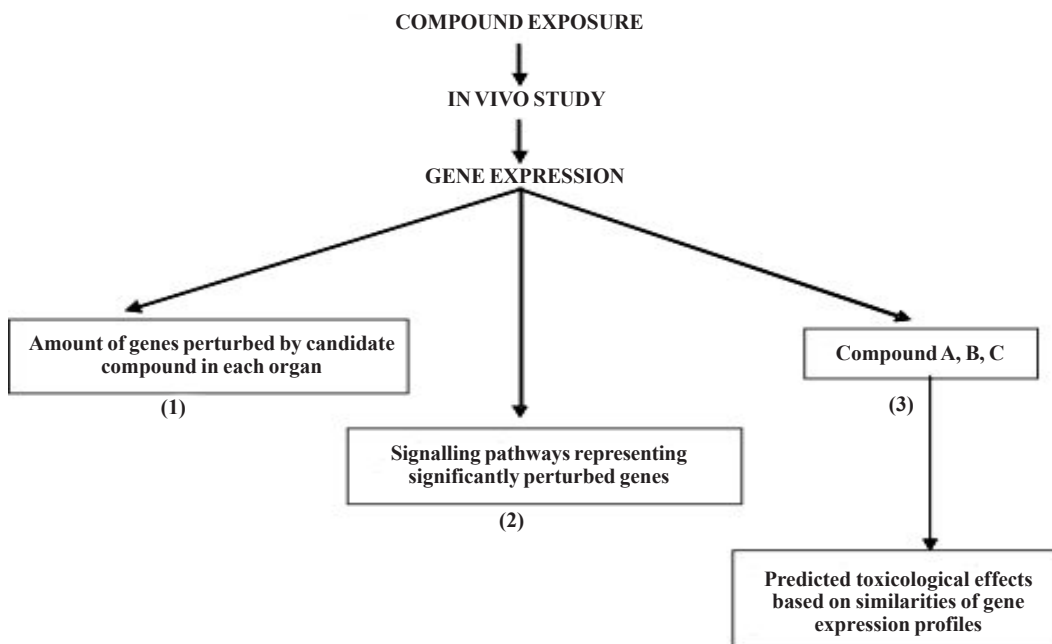 COMPOUND EXPOSURE
IN VIVO STUDY
GENE EXPRESSION
Amount of genes perturbed by candidate
compound in each organ
(1)
Signalling pathways representing
significantly perturbed genes
(2)
Compound A, B, C
(3)
Predicted toxicological effects
based on similarities of gene
expression profiles